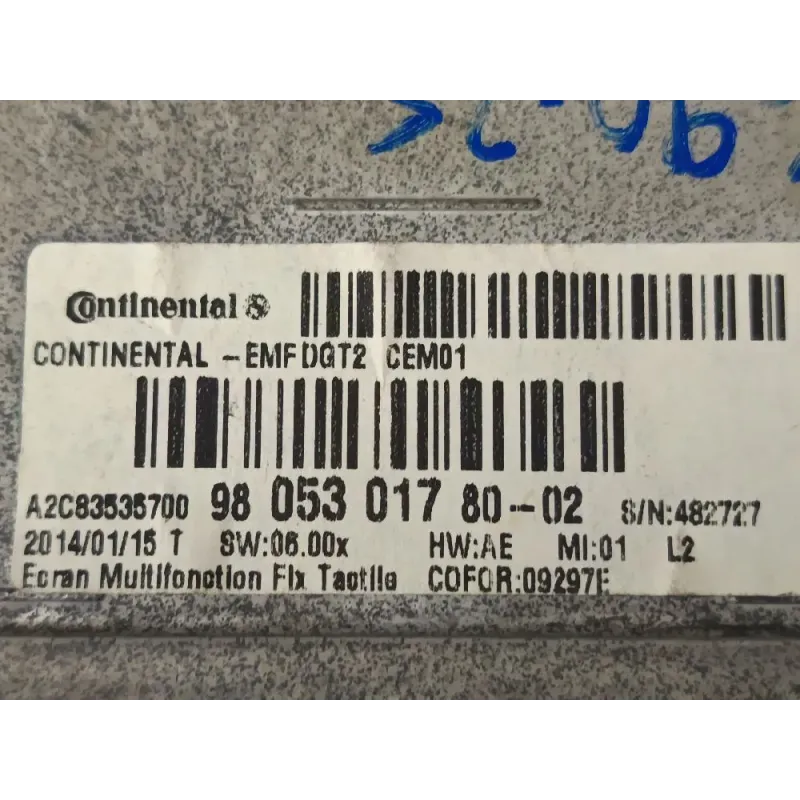 Continental
CONTINENTAL -EMFDGT2 CEM01
A2C83535700 98 053 017 80-02 S/N:482727
2014/01/15 T SW:06.00x HW:AE MI:01 L2
Ecran Multifonction Fix Tactile COFOR:09297E